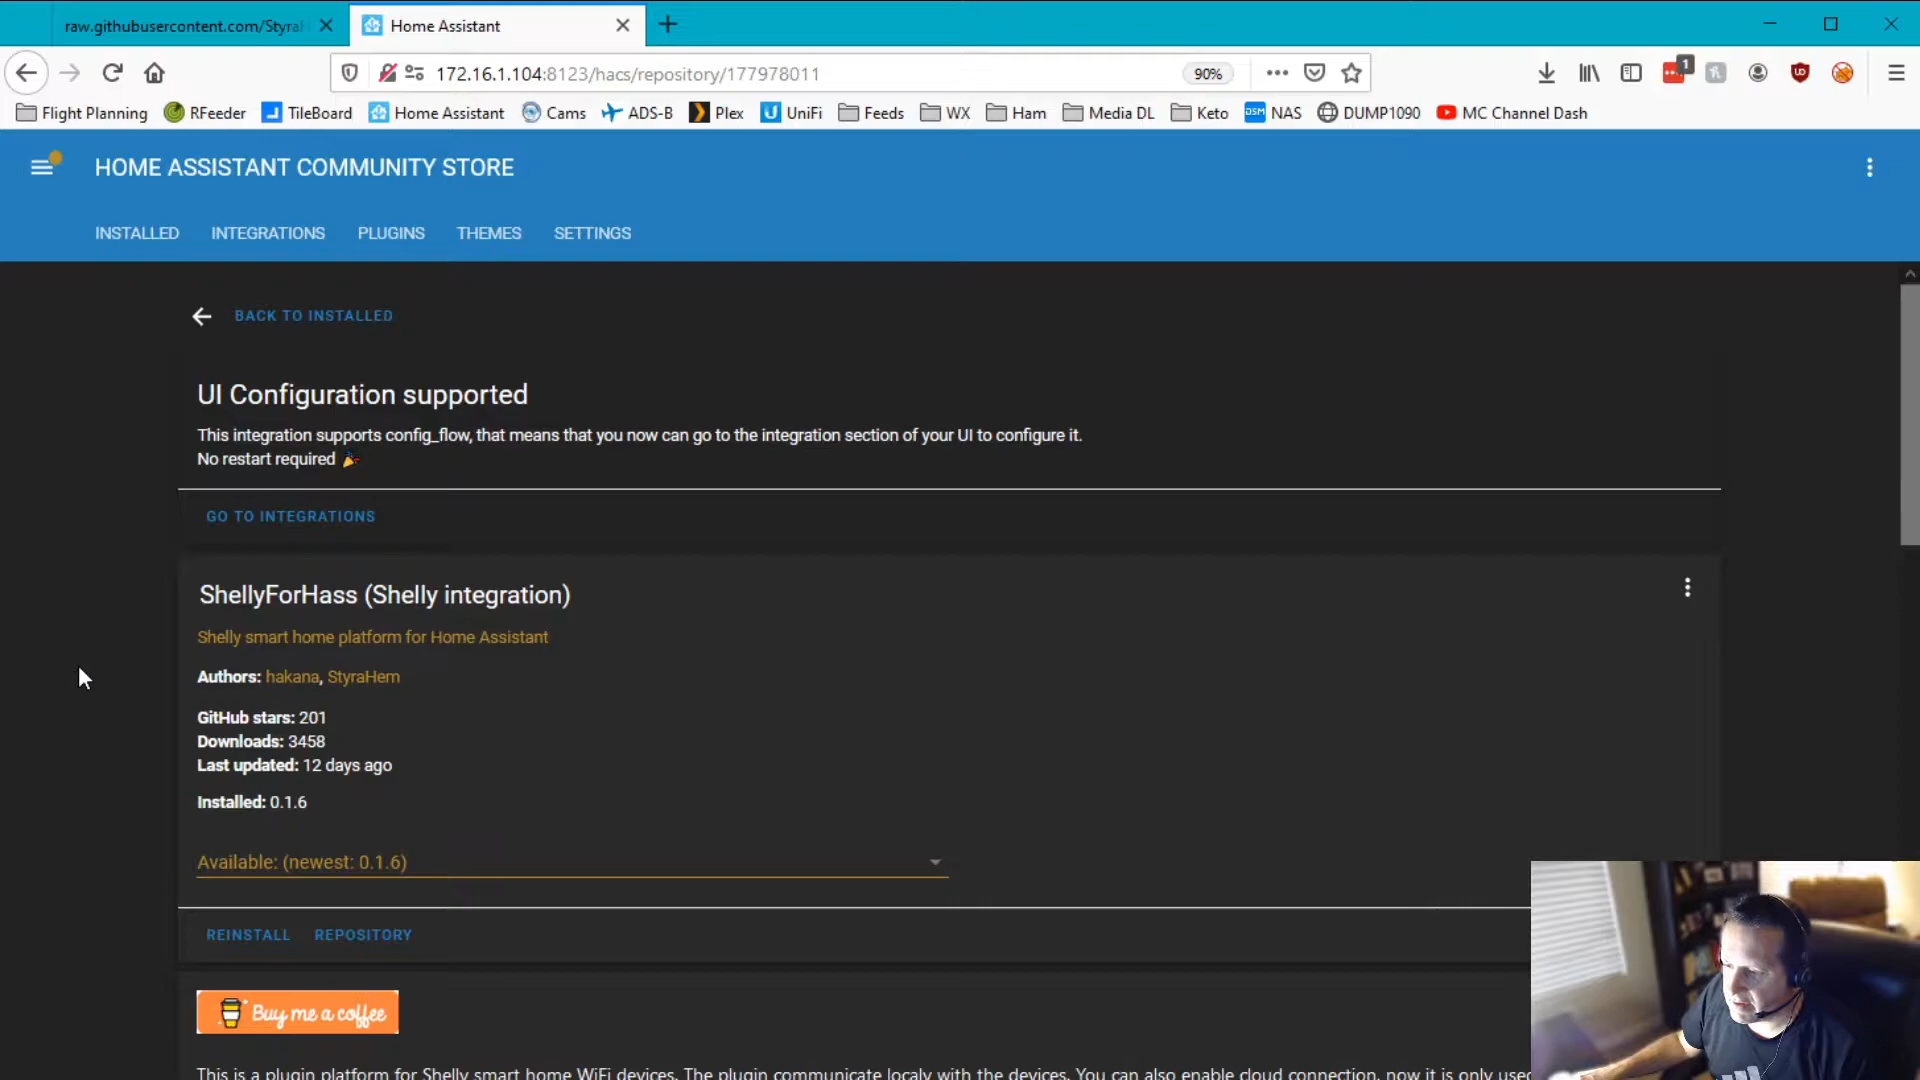 raw.githubusercontent.com/Styra
Home Assistant
172.16.1.104:8123/hacs/repository/177978011
90%
1
Flight Planning
RFeeder
TileBoard
Home Assistant
Cams
ADS-B
Plex
UniFi
Feeds
WX
Ham
Media DL
Keto
DSM NAS
DUMP1090
MC Channel Dash
HOME ASSISTANT COMMUNITY STORE
INSTALLED
INTEGRATIONS
PLUGINS
THEMES
SETTINGS
BACK TO INSTALLED
UI Configuration supported
This integration supports config_flow, that means that you now can go to the integration section of your UI to configure it.
No restart required 🎉
GO TO INTEGRATIONS
ShellyForHass (Shelly integration)
Shelly smart home platform for Home Assistant
Authors: hakana, StyraHem
GitHub stars: 201
Downloads: 3458
Last updated: 12 days ago
Installed: 0.1.6
Available: (newest: 0.1.6)
REINSTALL
REPOSITORY
Buy me a coffee
This is a plugin platform for Shelly smart home WiFi devices. The plugin communicate localy with the devices. You can also enable cloud connection, now it is only used